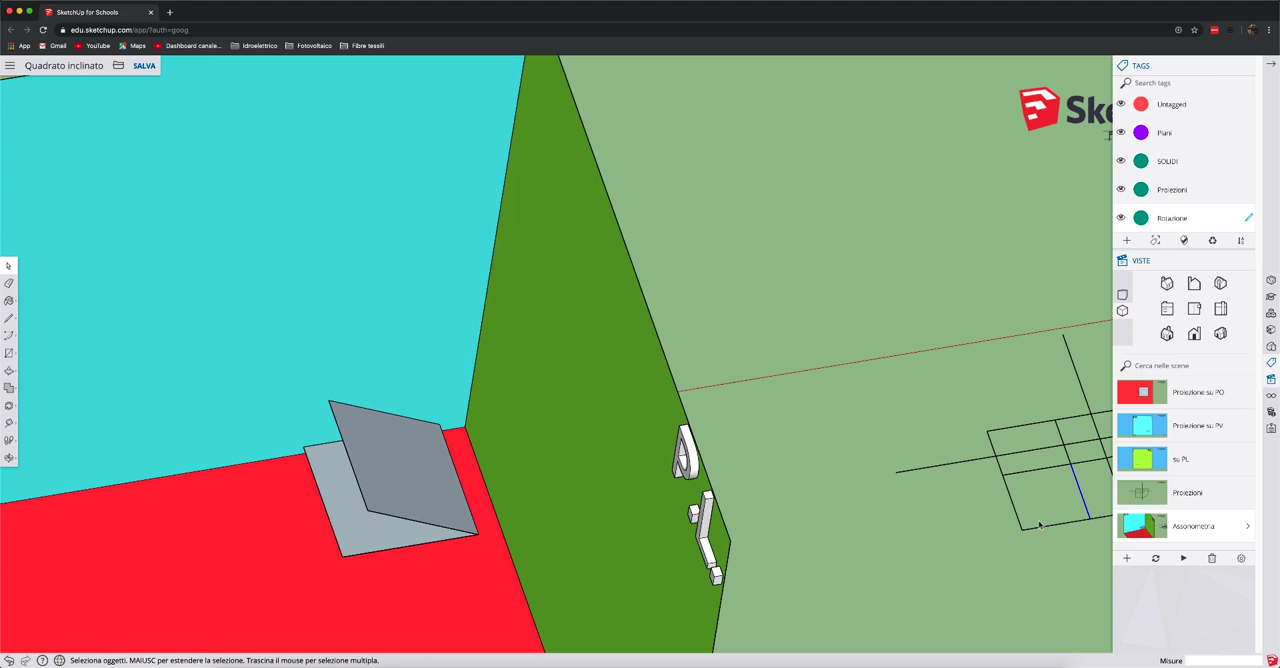 SketchUp for Schools
edu.sketchup.com/app/?auth=goog
App Gmail YouTube Maps Dashboard canale... Idroelettrico Fotovoltaico Fibre tessili
Quadrato inclinato SALVA
TAGS
Search tags
Untagged
Piani
SOLIDI
Proiezioni
Rotazione
VISTE
Cerca nelle scene
Proiezione su PO
Proiezione su PV
su PL
Proiezioni
Assonometria
Ske
Seleziona oggetti. MAIUSC per estendere la selezione. Trascina il mouse per selezione multipla.
Misure